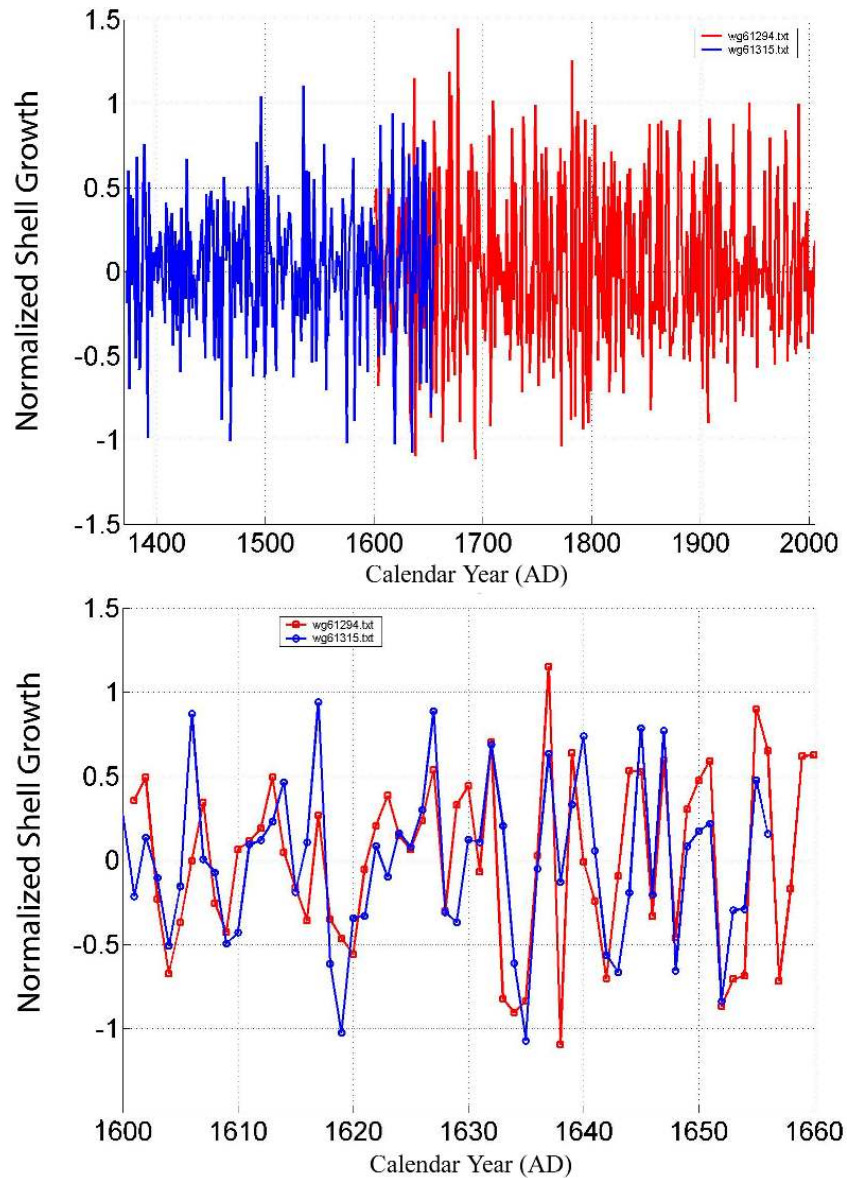 1.5
wg61294.txt
wg61315.txt
1
0.5
0
-0.5
-1
-1.5
Normalized Shell Growth
1400 1500 1600 1700 1800 1900 2000
Calendar Year (AD)
1.5
wg61294.txt
wg61315.txt
1
0.5
0
-0.5
-1
Normalized Shell Growth
1600 1610 1620 1630 1640 1650 1660
Calendar Year (AD)